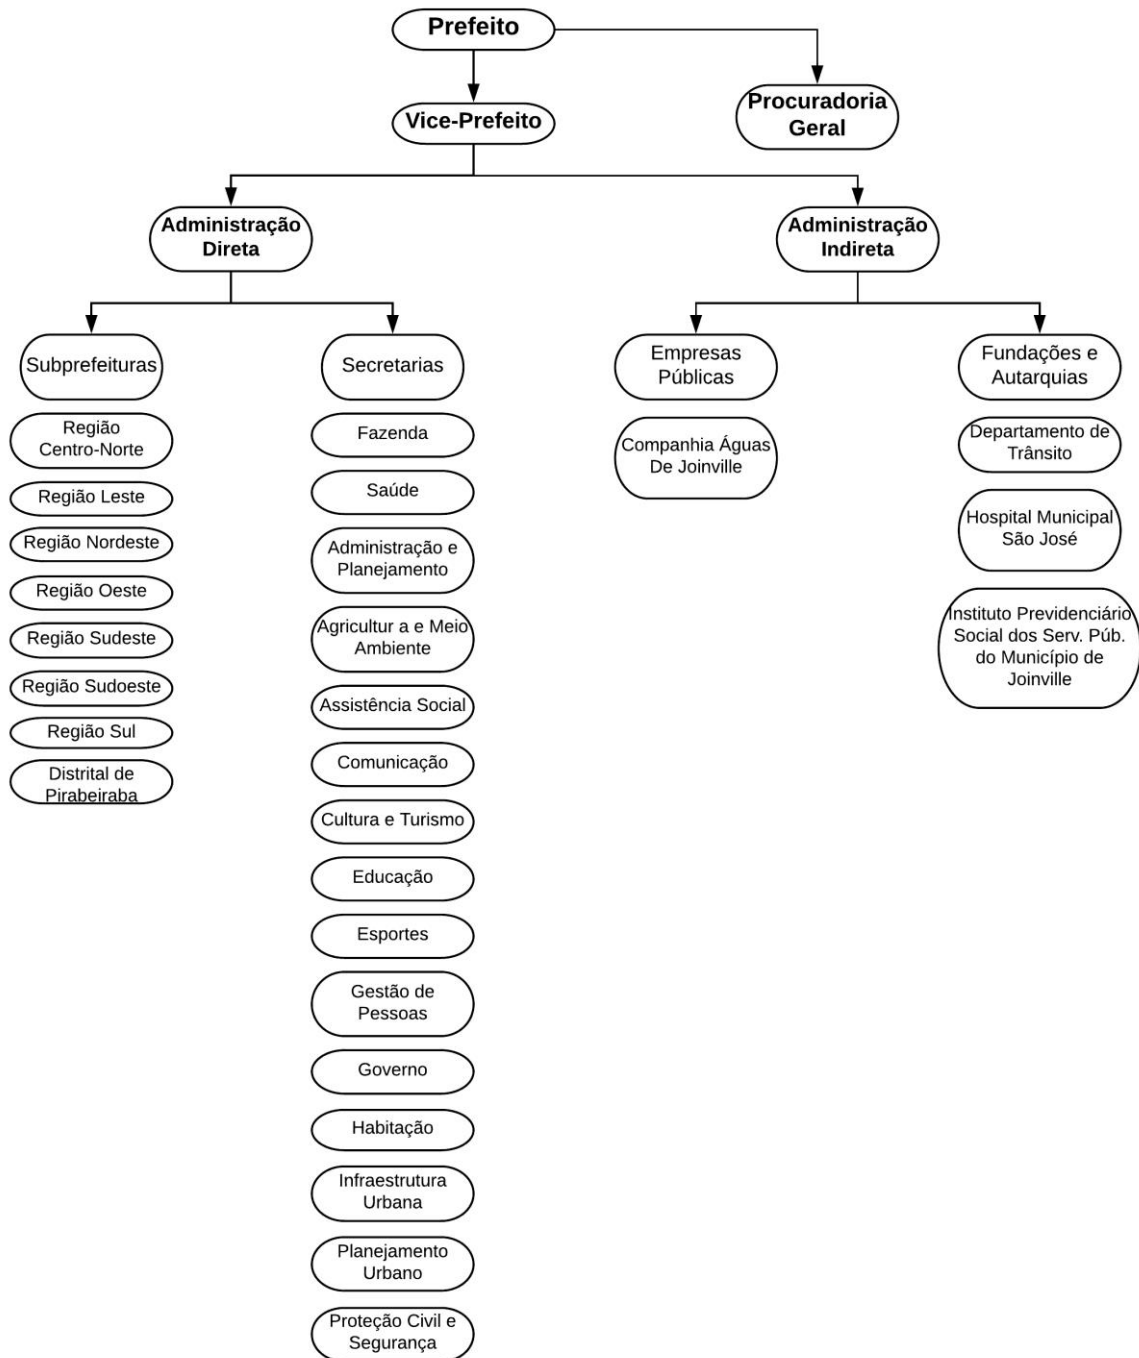 Prefeito
Vice-Prefeito
Procuradoria
Geral
Administração
Direta
Administração
Indireta
Subprefeituras
Secretarias
Empresas
Públicas
Fundações e
Autarquias
Região
Centro-Norte
Região Leste
Região Nordeste
Região Oeste
Região Sudeste
Região Sudoeste
Região Sul
Distrital de
Pirabeiraba
Fazenda
Saúde
Administração e
Planejamento
Agricultur a e Meio
Ambiente
Assistência Social
Comunicação
Cultura e Turismo
Educação
Esportes
Gestão de
Pessoas
Governo
Habitação
Infraestrutura
Urbana
Planejamento
Urbano
Proteção Civil e
Segurança
Companhia Águas
De Joinville
Departamento de
Trânsito
Hospital Municipal
São José
Instituto Previdenciário
Social dos Serv. Púb.
do Município de
Joinville